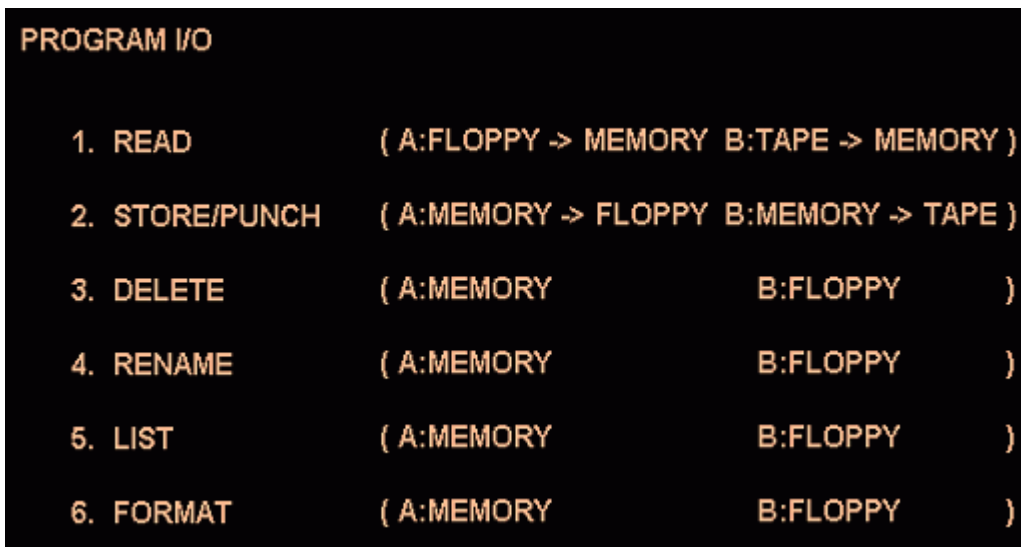 PROGRAM I/O
1. READ ( A:FLOPPY -> MEMORY B:TAPE -> MEMORY )
2. STORE/PUNCH ( A:MEMORY -> FLOPPY B:MEMORY -> TAPE )
3. DELETE ( A:MEMORY B:FLOPPY )
4. RENAME ( A:MEMORY B:FLOPPY )
5. LIST ( A:MEMORY B:FLOPPY )
6. FORMAT ( A:MEMORY B:FLOPPY )